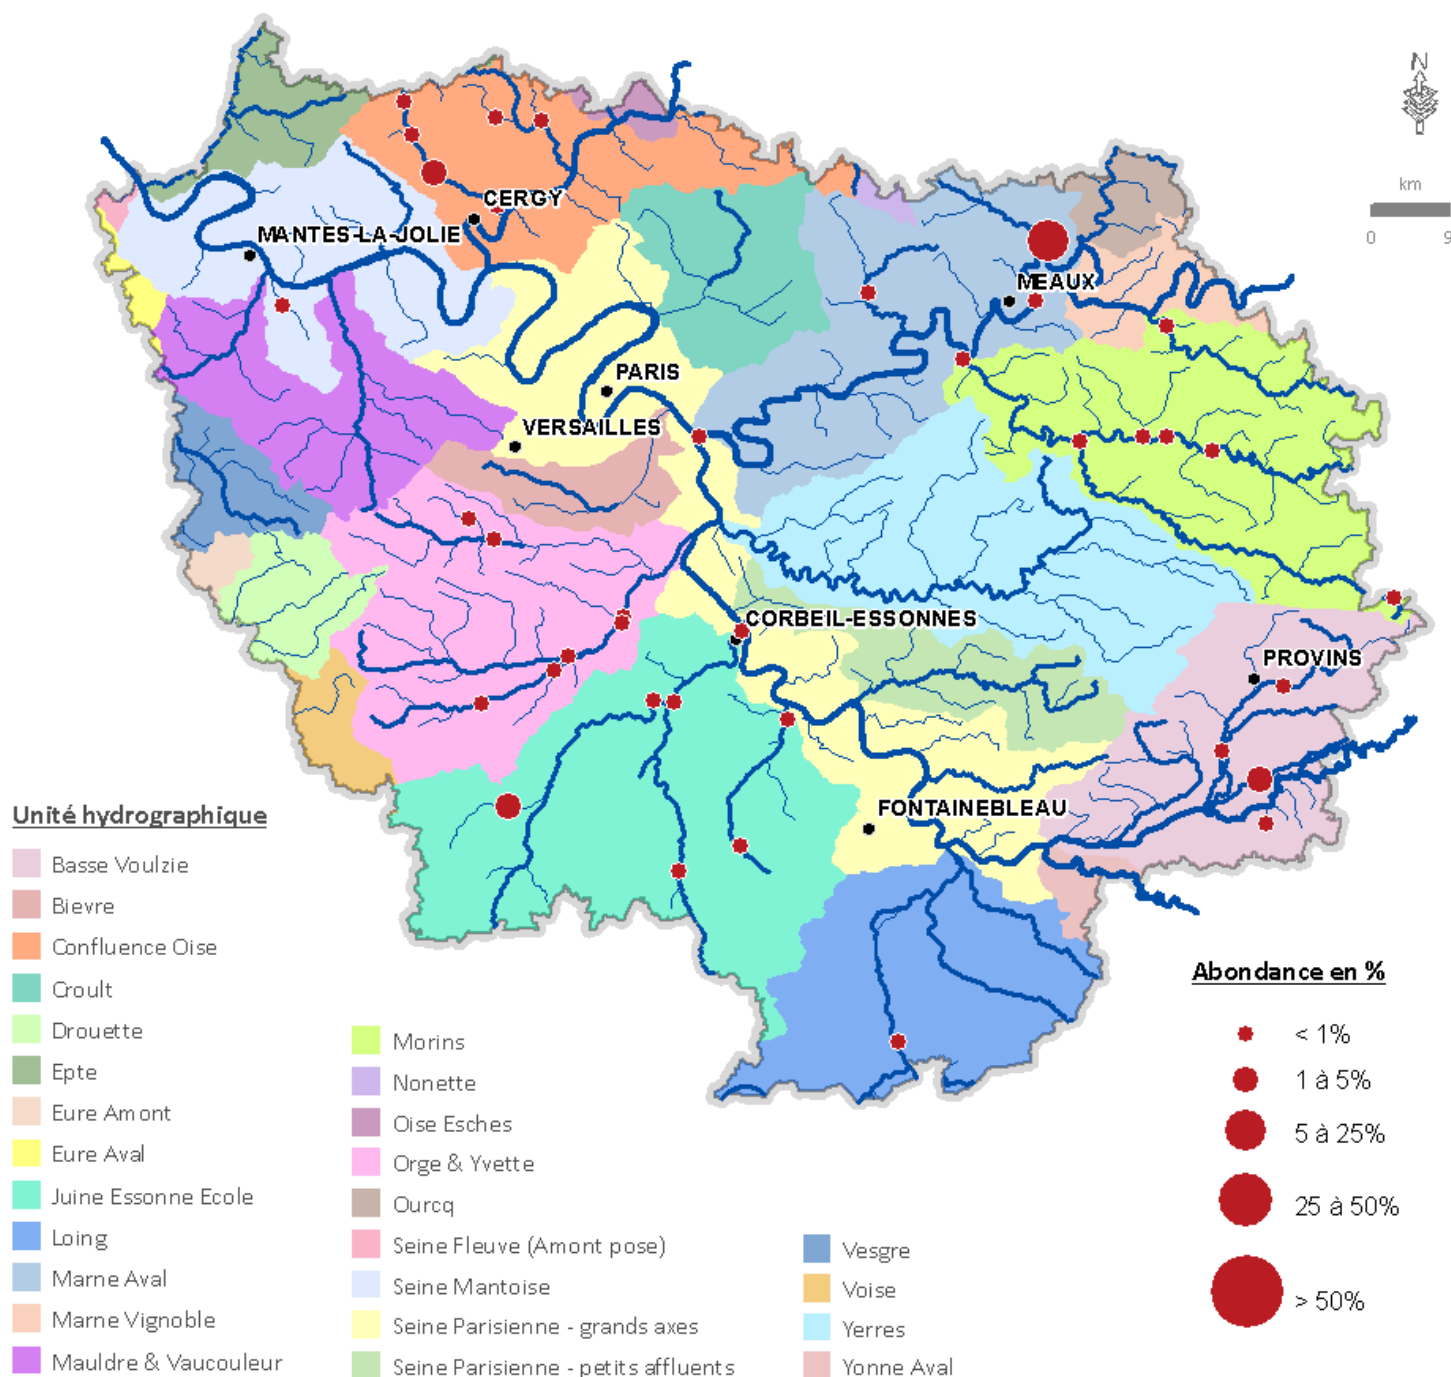 N
km
0 9
CERGY
MANTES-LA-JOLIE
MEAUX
PARIS
VERSAILLES
CORBEIL-ESSONNES
PROVINS
FONTAINEBLEAU
Unité hydrographique
Basse Voulzie
Bievre
Confluence Oise
Croult
Drouette
Epte
Eure Amont
Eure Aval
Juine Essonne Ecole
Loing
Marne Aval
Marne Vignoble
Mauldre & Vaucouleur
Morins
Nonette
Oise Esches
Orge & Yvette
Ourcq
Seine Fleuve (Amont pose)
Seine Mantoise
Seine Parisienne - grands axes
Seine Parisienne - petits affluents
Vesgre
Voise
Yerres
Yonne Aval
Abondance en %
< 1%
1 à 5%
5 à 25%
25 à 50%
> 50%